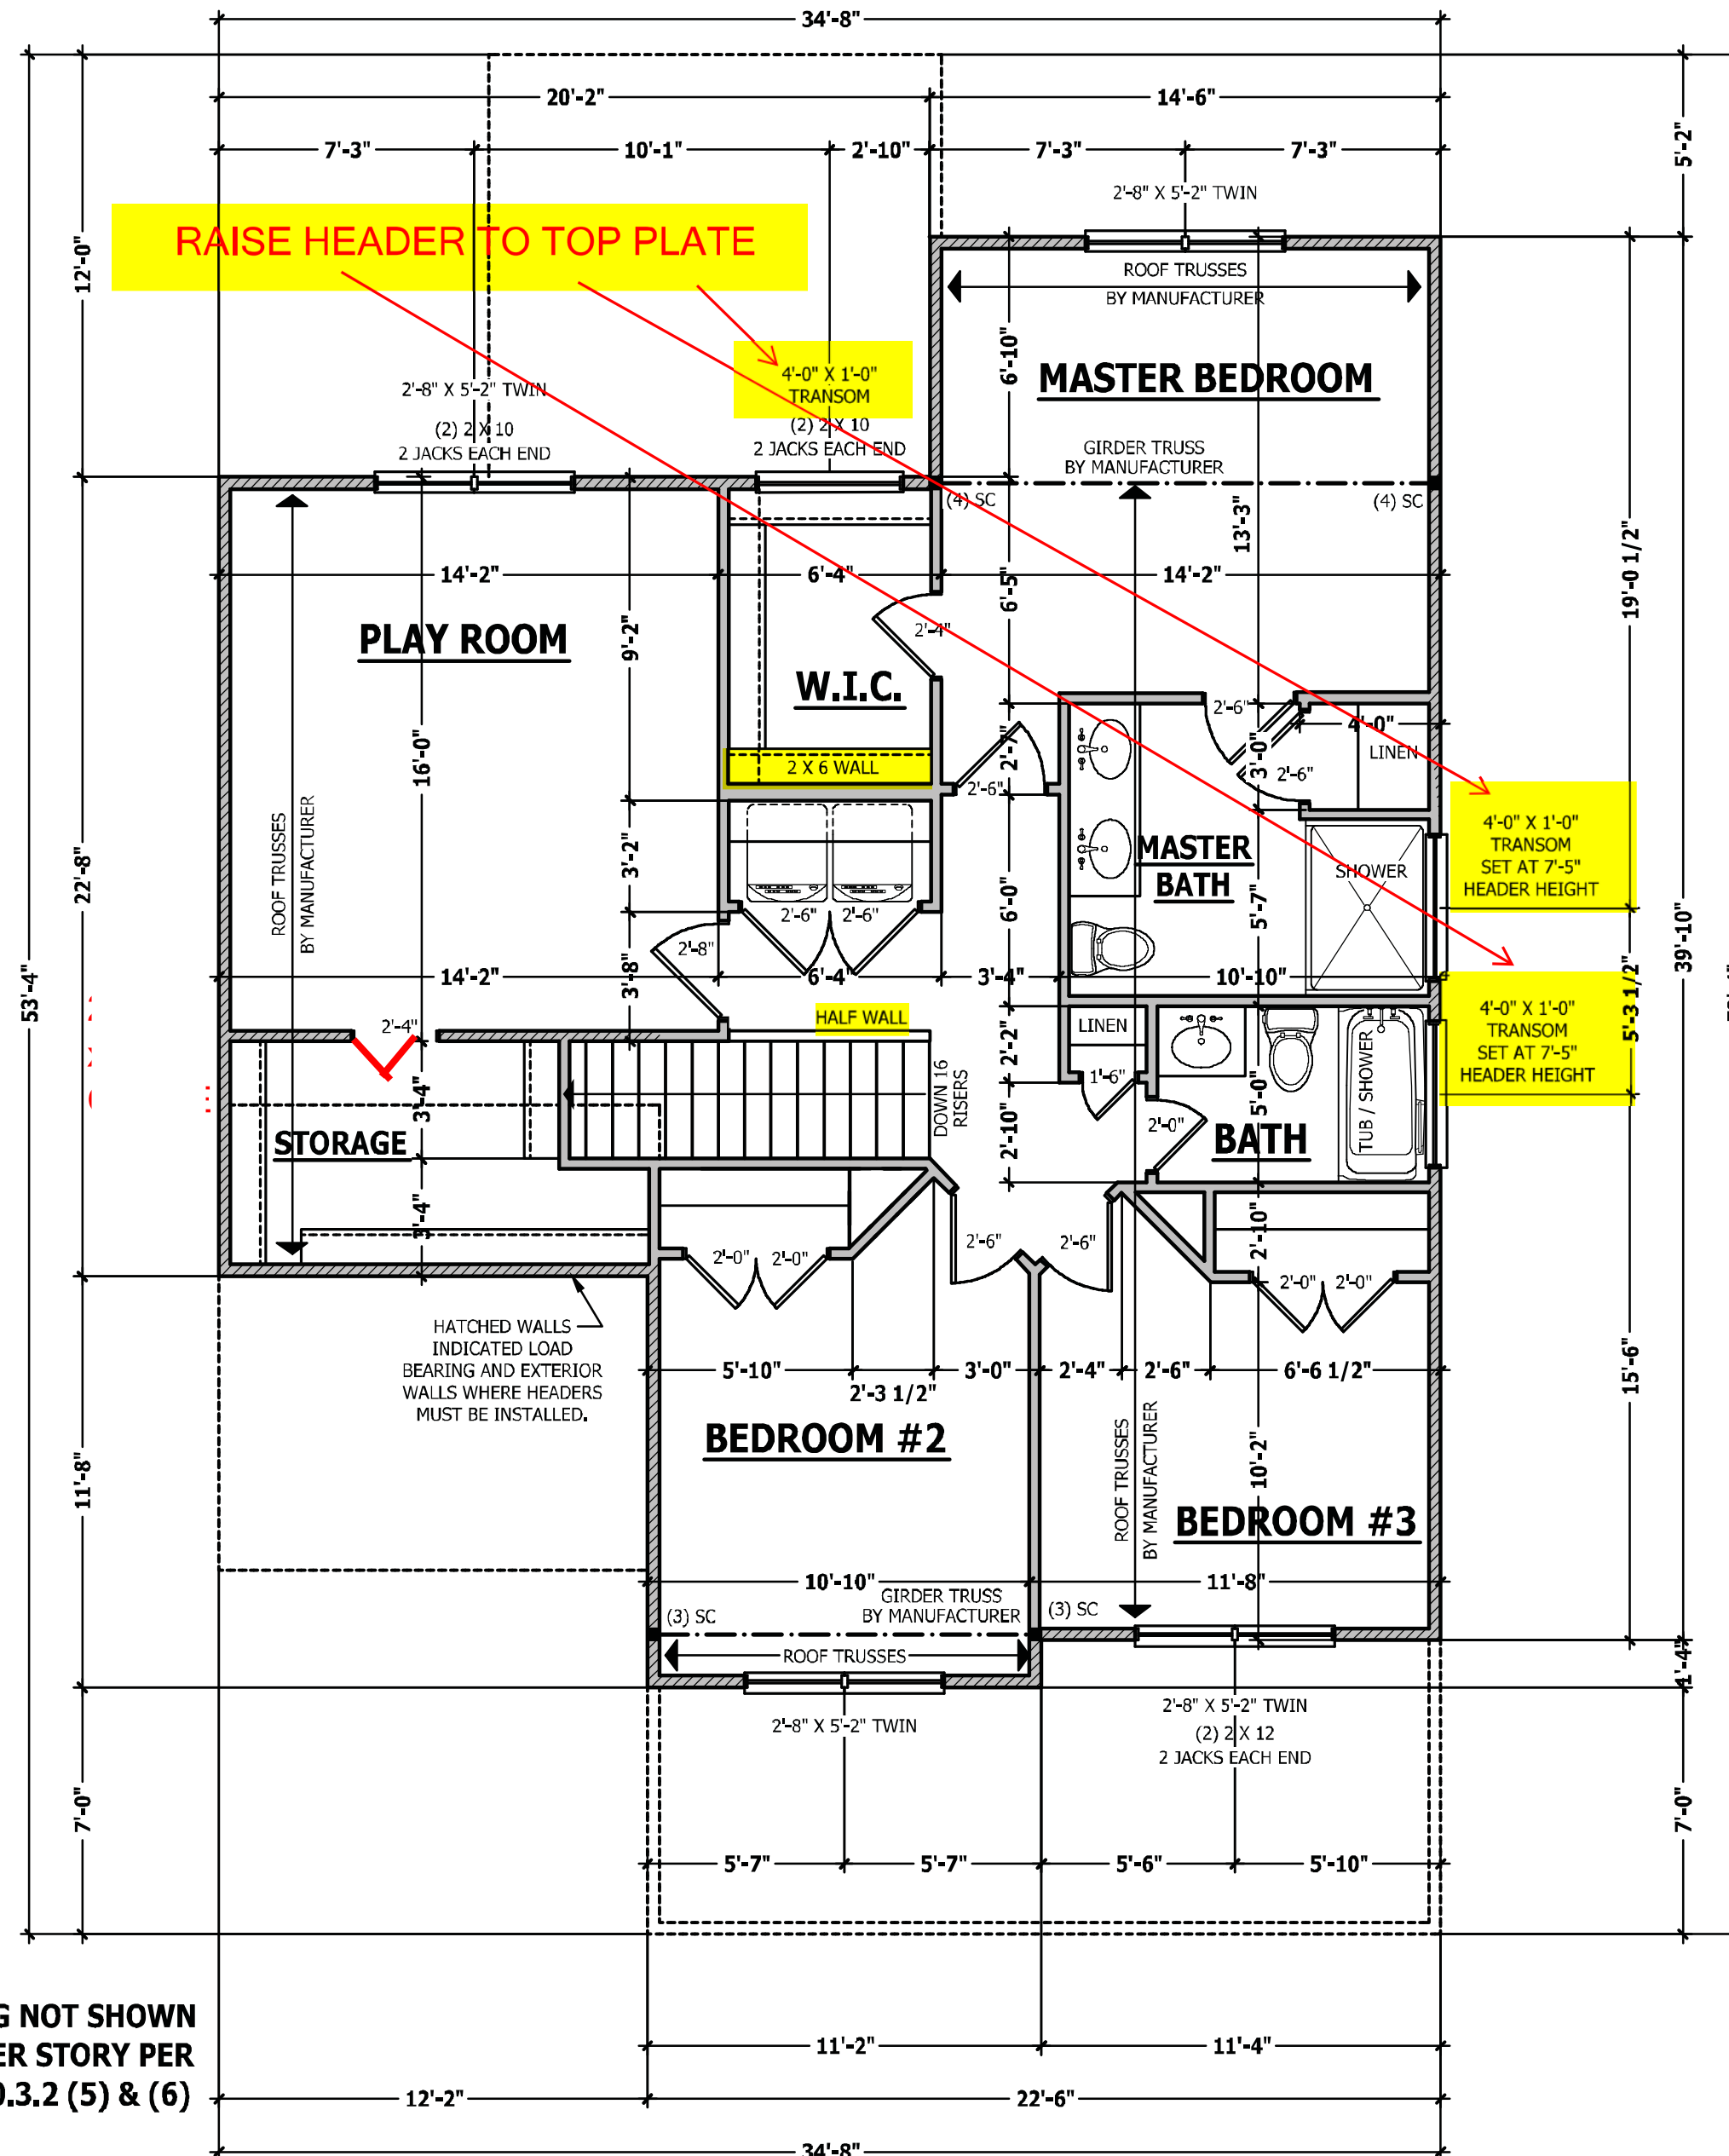 34'-8"
20'-2"
14'-6"
7'-3"
10'-1"
2'-10"
7'-3"
7'-3"
5'-2"
2'-8" X 5'-2" TWIN
12'-0"
RAISE HEADER TO TOP PLATE
ROOF TRUSSES
BY MANUFACTURER
6'-10"
4'-0" X 1'-0"
TRANSOM
(2) 2 X 10
2 JACKS EACH END
2'-8" X 5'-2" TWIN
(2) 2 X 10
2 JACKS EACH END
MASTER BEDROOM
GIRDER TRUSS
BY MANUFACTURER
(4) SC
(4) SC
13'-3"
19'-0 1/2"
14'-2"
6'-4"
6'-5"
14'-2"
PLAY ROOM
9'-2"
2'-4"
W.I.C.
2'-6"
4'-0"
LINEN
2'-7"
3'-0"
2'-6"
16'-0"
2 X 6 WALL
2'-6"
ROOF TRUSSES
BY MANUFACTURER
22'-8"
3'-2"
MASTER
BATH
SHOWER
4'-0" X 1'-0"
TRANSOM
SET AT 7'-5"
HEADER HEIGHT
6'-0"
5'-7"
2'-6"
2'-6"
2'-8"
39'-10"
53'-4"
14'-2"
3'-8"
6'-4"
3'-4"
10'-10"
5'-3 1/2"
HALF WALL
2'-4"
LINEN
2'-2"
4'-0" X 1'-0"
TRANSOM
SET AT 7'-5"
HEADER HEIGHT
TUB / SHOWER
1'-6"
5'-0"
3'-4"
DOWN 16
RISERS
2'-0"
2'-10"
BATH
STORAGE
3'-4"
2'-0"
2'-0"
2'-6"
2'-6"
2'-10"
2'-0"
2'-0"
HATCHED WALLS
INDICATED LOAD
BEARING AND EXTERIOR
WALLS WHERE HEADERS
MUST BE INSTALLED.
5'-10"
2'-3 1/2"
3'-0"
2'-4"
2'-6"
6'-6 1/2"
15'-6"
BEDROOM #2
ROOF TRUSSES
BY MANUFACTURER
10'-2"
11'-8"
BEDROOM #3
10'-10"
11'-8"
GIRDER TRUSS
BY MANUFACTURER
(3) SC
(3) SC
ROOF TRUSSES
1'-4"
2'-8" X 5'-2" TWIN
2'-8" X 5'-2" TWIN
(2) 2 X 12
2 JACKS EACH END
7'-0"
7'-0"
5'-7"
5'-7"
5'-6"
5'-10"
G NOT SHOWN
ER STORY PER
0.3.2 (5) & (6)
11'-2"
11'-4"
12'-2"
22'-6"
34'-8"